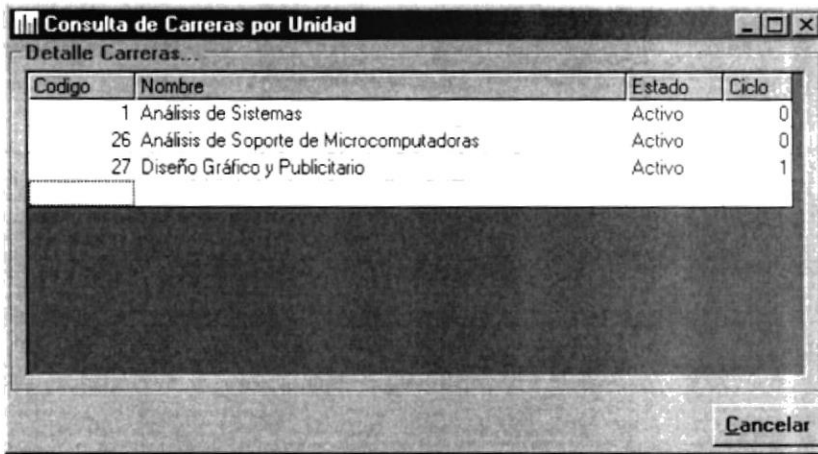 Consulta de Carreras por Unidad
Detalle Carreras...
Codigo Nombre Estado Ciclo
1 Análisis de Sistemas Activo 0
26 Análisis de Soporte de Microcomputadoras Activo 0
27 Diseño Gráfico y Publicitario Activo 1
Cancelar